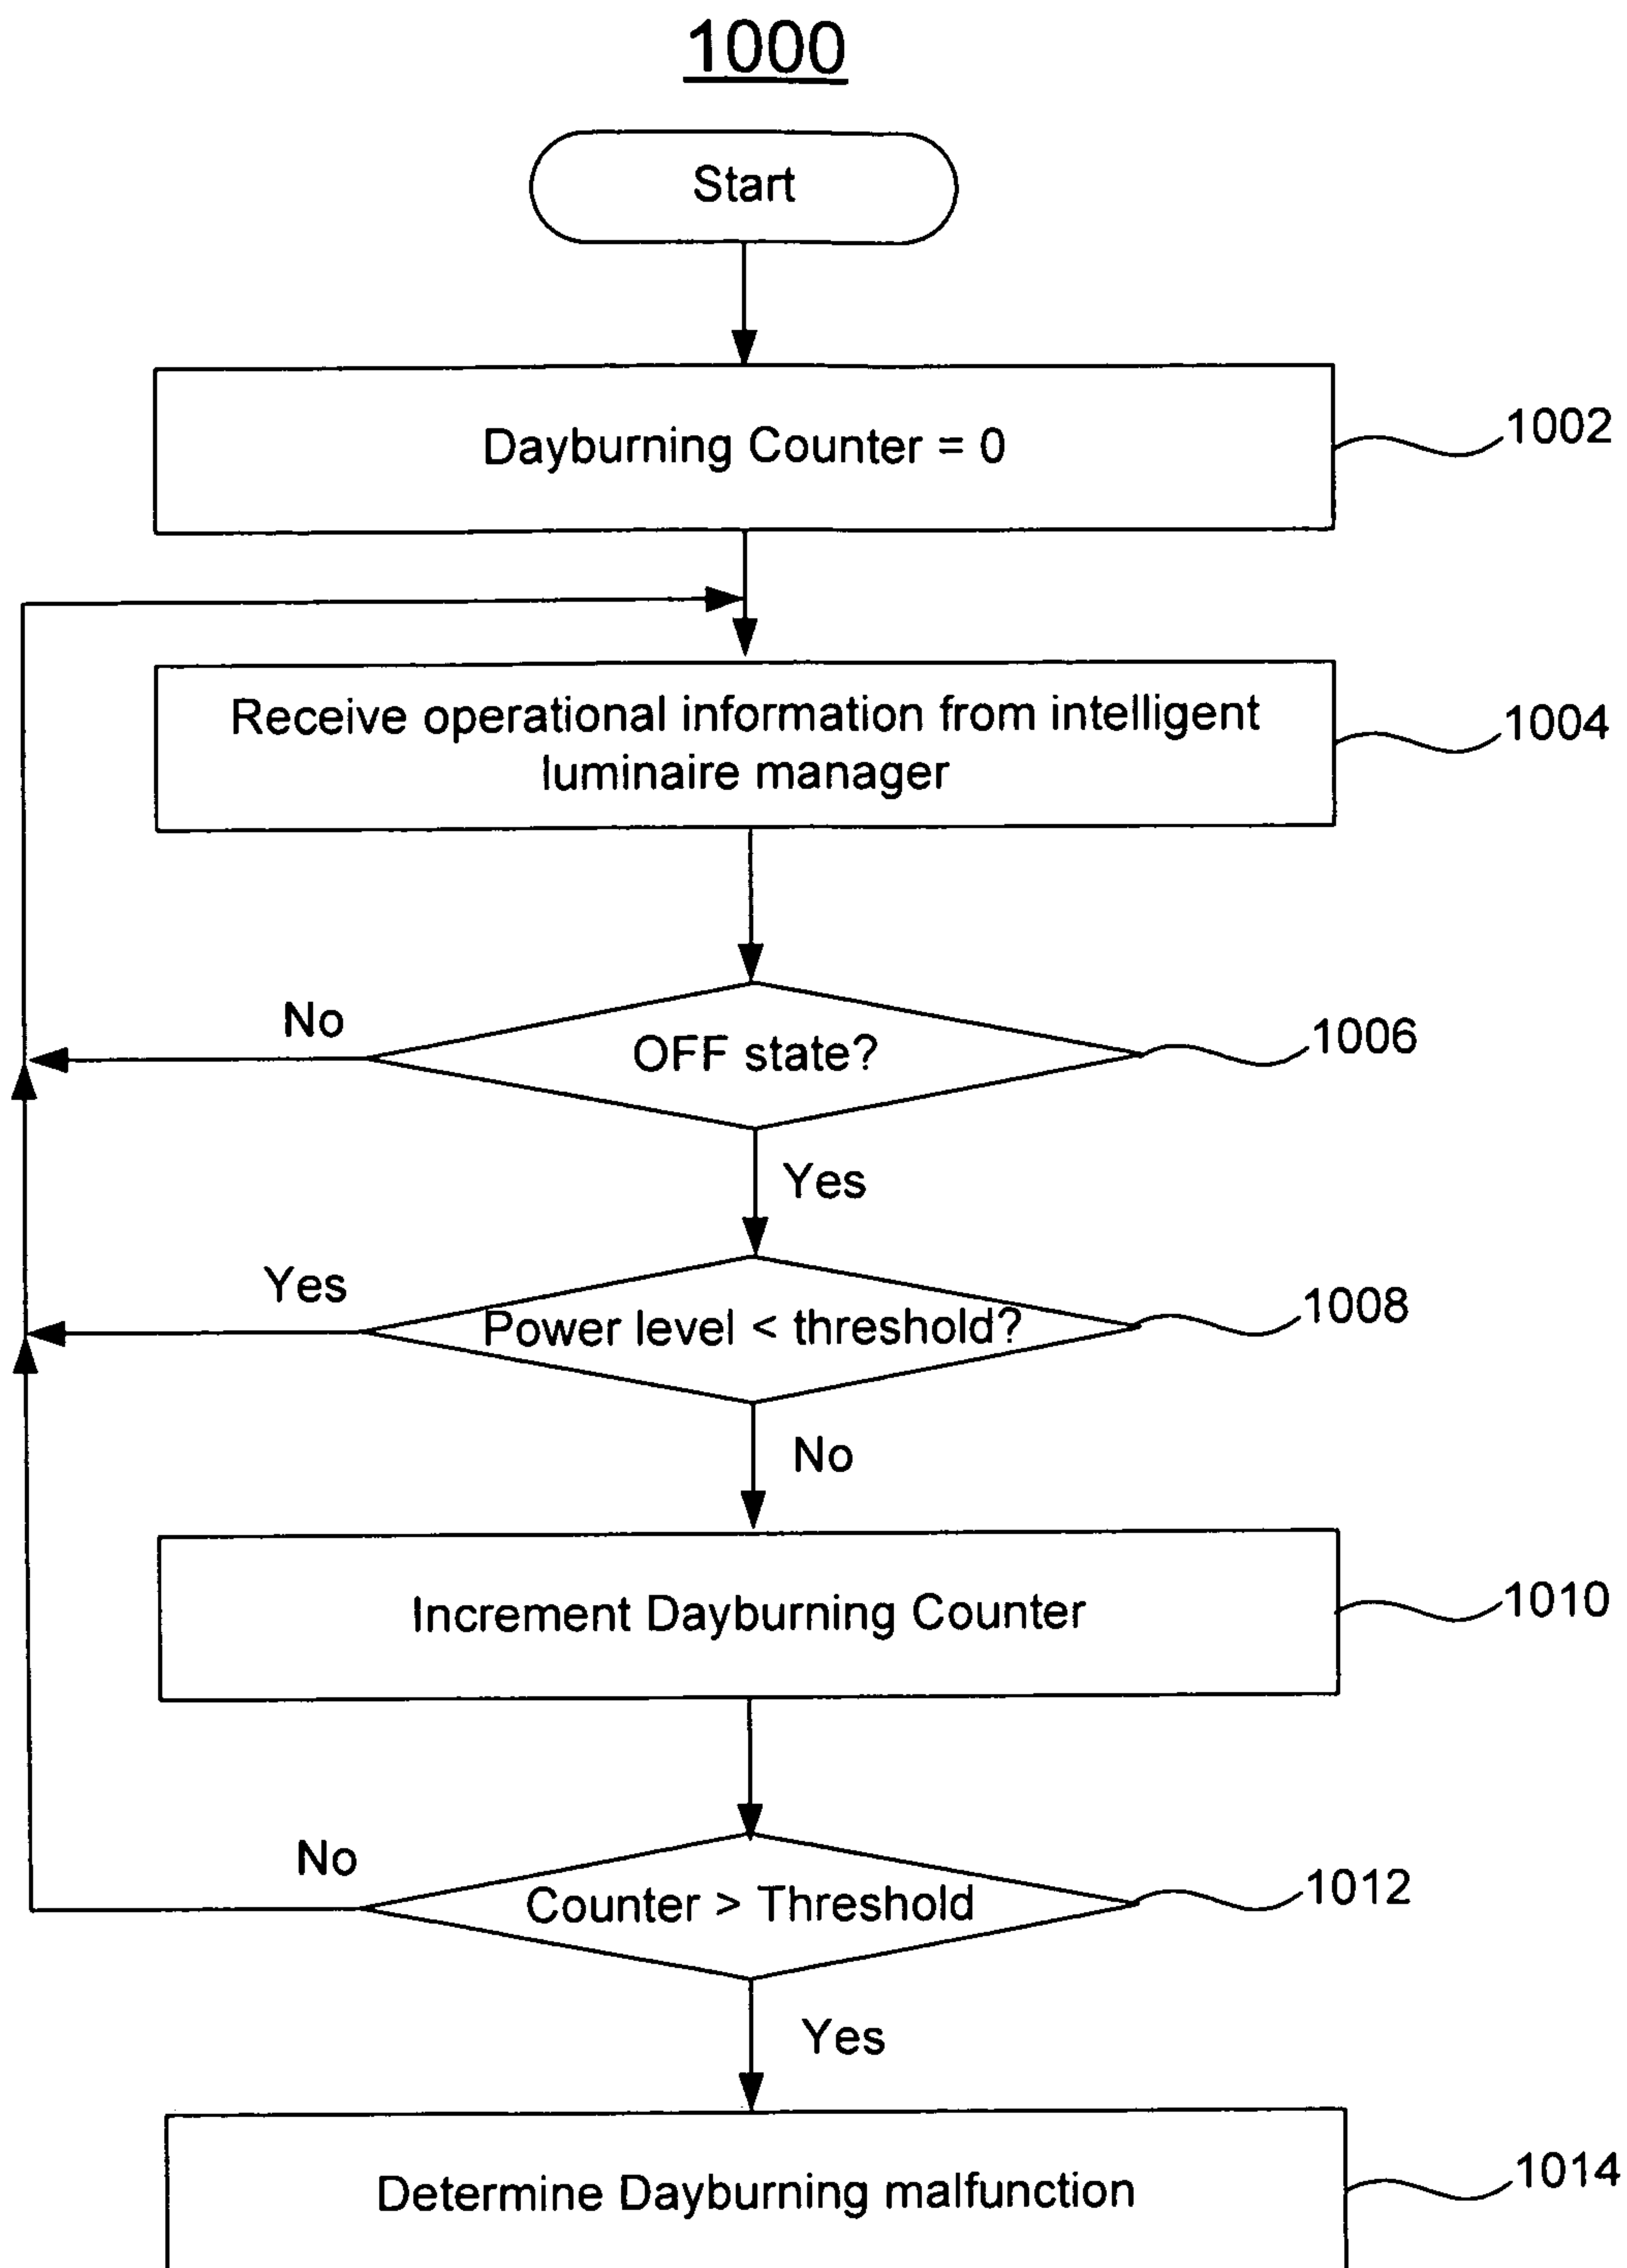 1000
Start
Dayburning Counter = 0
1002
Receive operational information from intelligent
luminaire manager
1004
No
OFF state?
1006
Yes
Yes
Power level < threshold?
1008
No
Increment Dayburning Counter
1010
No
Counter > Threshold
1012
Yes
Determine Dayburning malfunction
1014